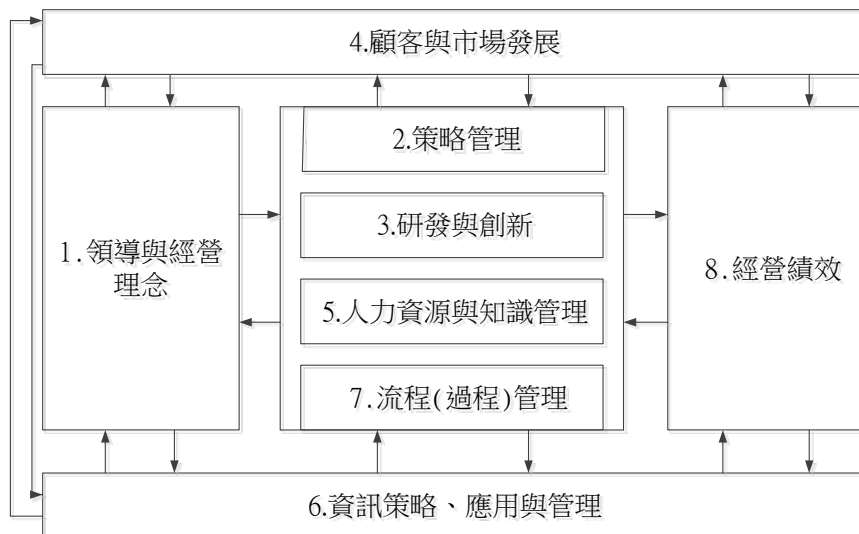 4.顧客與市場發展
2.策略管理
3.研發與創新
1.領導與經營
理念
8.經營績效
5.人力資源與知識管理
7.流程(過程)管理
6.資訊策略、應用與管理